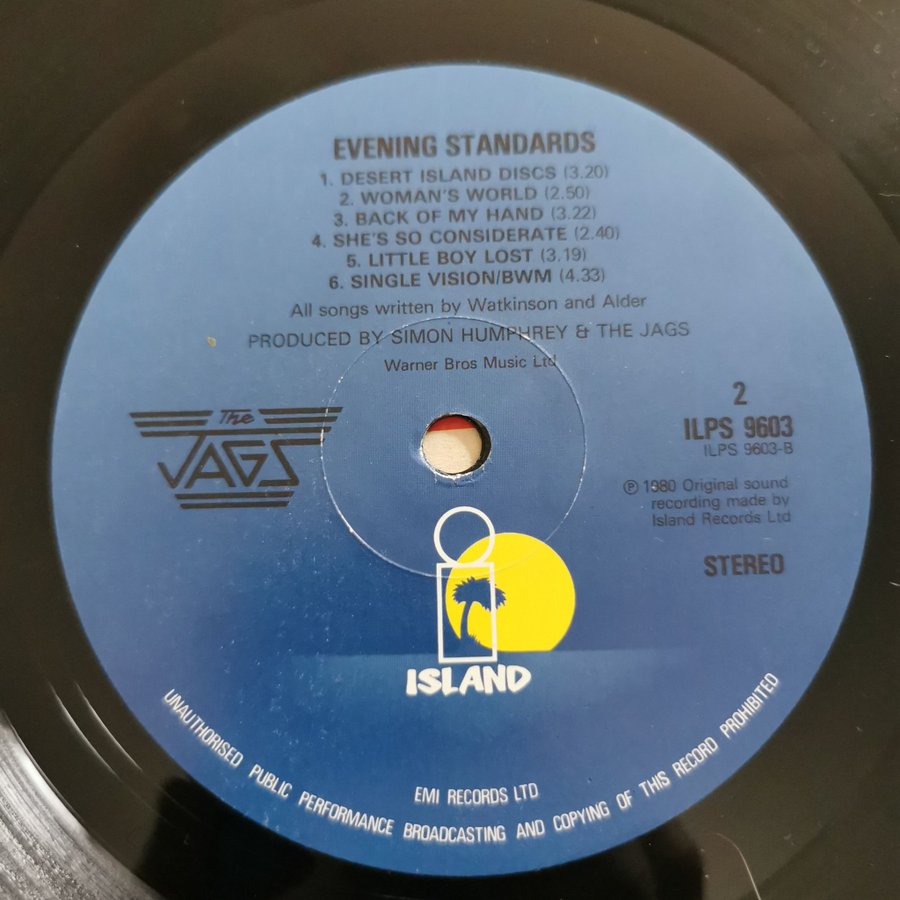 EVENING STANDARDS
1. DESERT ISLAND DISCS (3.20)
2. WOMAN'S WORLD (2.50)
3. BACK OF MY HAND (3.22)
4. SHE'S SO CONSIDERATE (2.40)
5. LITTLE BOY LOST (3.19)
6. SINGLE VISION/BWM (4.33)
All songs written by Watkinson and Alder
PRODUCED BY SIMON HUMPHREY & THE JAGS
Warner Bros Music Ltd
The
JAGS
2
ILPS 9603
ILPS 9603-B
℗ 1980 Original sound
recording made by
Island Records Ltd
STEREO
ISLAND
EMI RECORDS LTD
UNAUTHORISED PUBLIC PERFORMANCE BROADCASTING AND COPYING OF THIS RECORD PROHIBITED